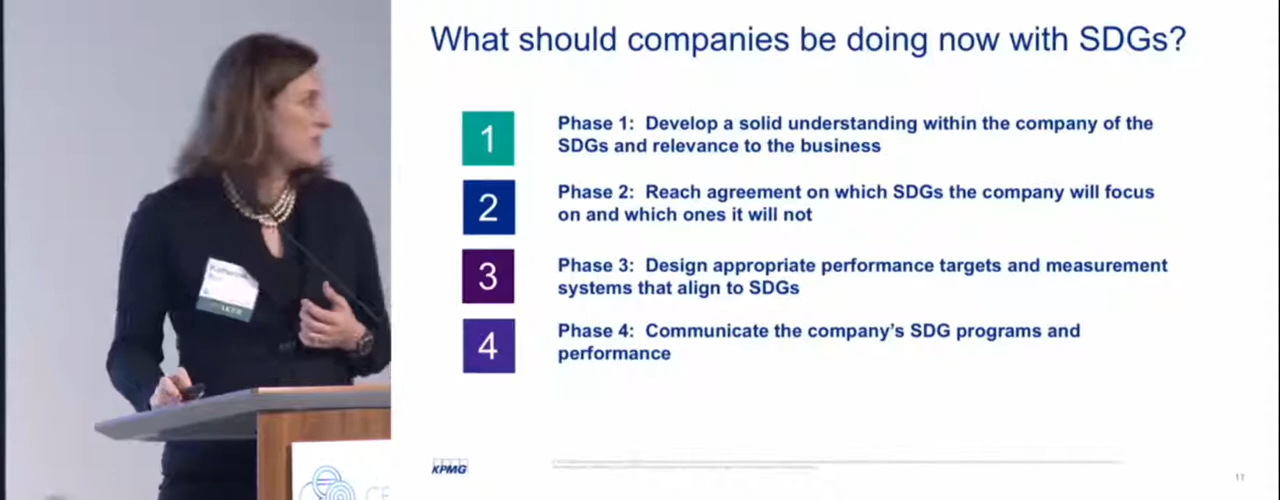 What should companies be doing now with SDGs?
1
Phase 1: Develop a solid understanding within the company of the
SDGs and relevance to the business
2
Phase 2: Reach agreement on which SDGs the company will focus
on and which ones it will not
3
Phase 3: Design appropriate performance targets and measurement
systems that align to SDGs
4
Phase 4: Communicate the company's SDG programs and
performance
KPMG
11